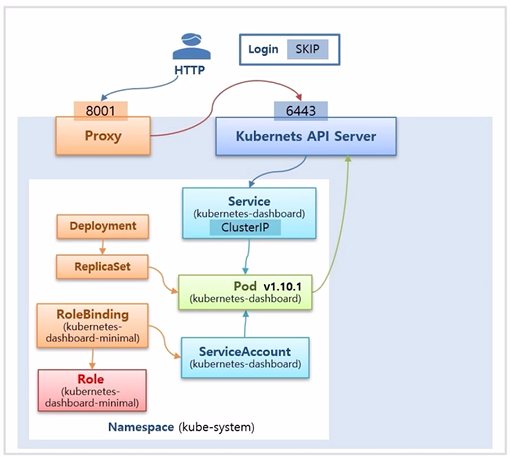 Login SKIP
HTTP
8001
6443
Proxy
Kubernets API Server
Service
(kubernetes-dashboard)
ClusterIP
Deployment
ReplicaSet
Pod v1.10.1
(kubernetes-dashboard)
RoleBinding
(kubernetes-
dashboard-minimal)
ServiceAccount
(kubernetes-dashboard)
Role
(kubernetes-
dashboard-minimal)
Namespace (kube-system)